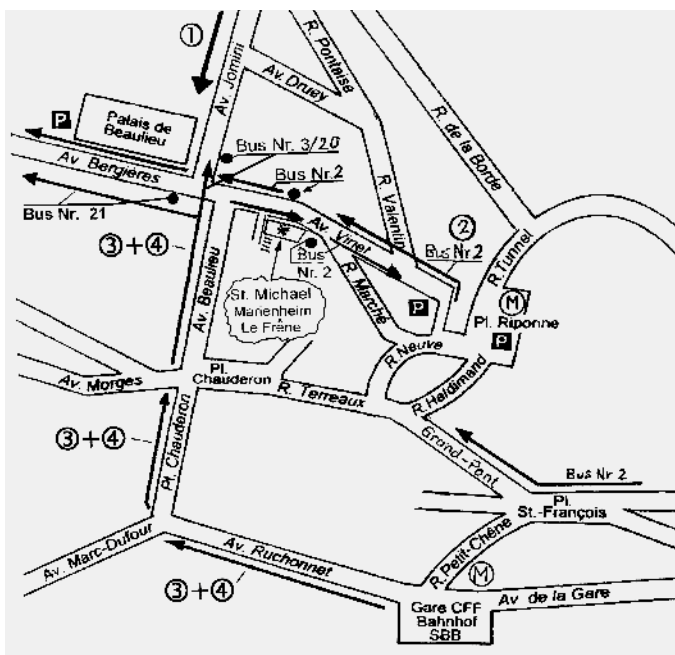 ①
R. Pontaise
Av. Jomini
Av. Druey
R. de la Borde
P
Palais de
Beaulieu
Bus Nr. 3/20
Av. Bergières
Bus Nr. 2
R. Valentin
Bus Nr. 21
②
Bus Nr. 2
③+④
Av. Vinet
R. Tunnel
Bus
Nr. 2
Av. Beaulieu
St. Michael
Marienheim
Le Frêne
R. Marché
P
M
Pl. Riponne
P
R. Neuve
Av. Morges
Pl.
Chauderon
R. Terreaux
R. Haldimand
③+④
Pl. Chauderon
Grand-Pont
Bus Nr 2
Pl.
St.-François
Av. Marc-Dufour
Av. Ruchonnet
R. Petit-Chêne
M
③+④
Gare CFF
Bahnhof
SBB
Av. de la Gare